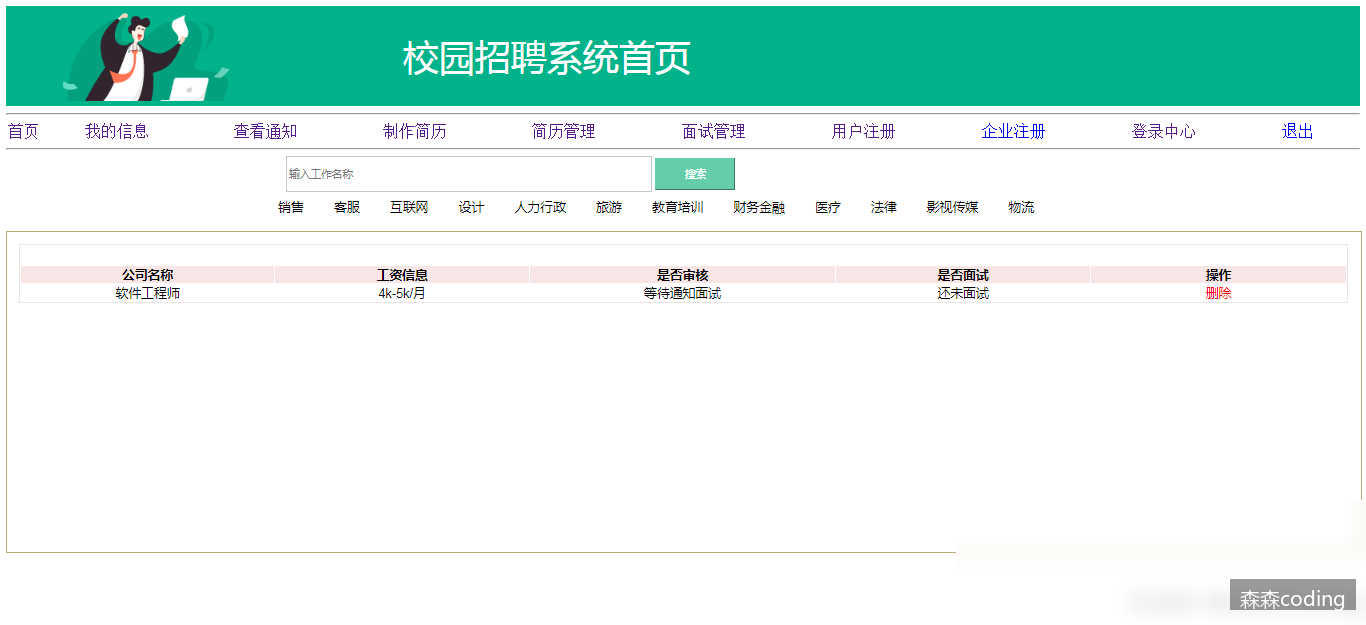 校园招聘系统首页
首页 我的信息 查看通知 制作简历 简历管理 面试管理 用户注册 企业注册 登录中心 退出
输入工作名称 搜索
销售 客服 互联网 设计 人力行政 旅游 教育培训 财务金融 医疗 法律 影视传媒 物流
公司名称 工资信息 是否审核 是否面试 操作
软件工程师 4k-5k/月 等待通知面试 还未面试 删除
森森coding